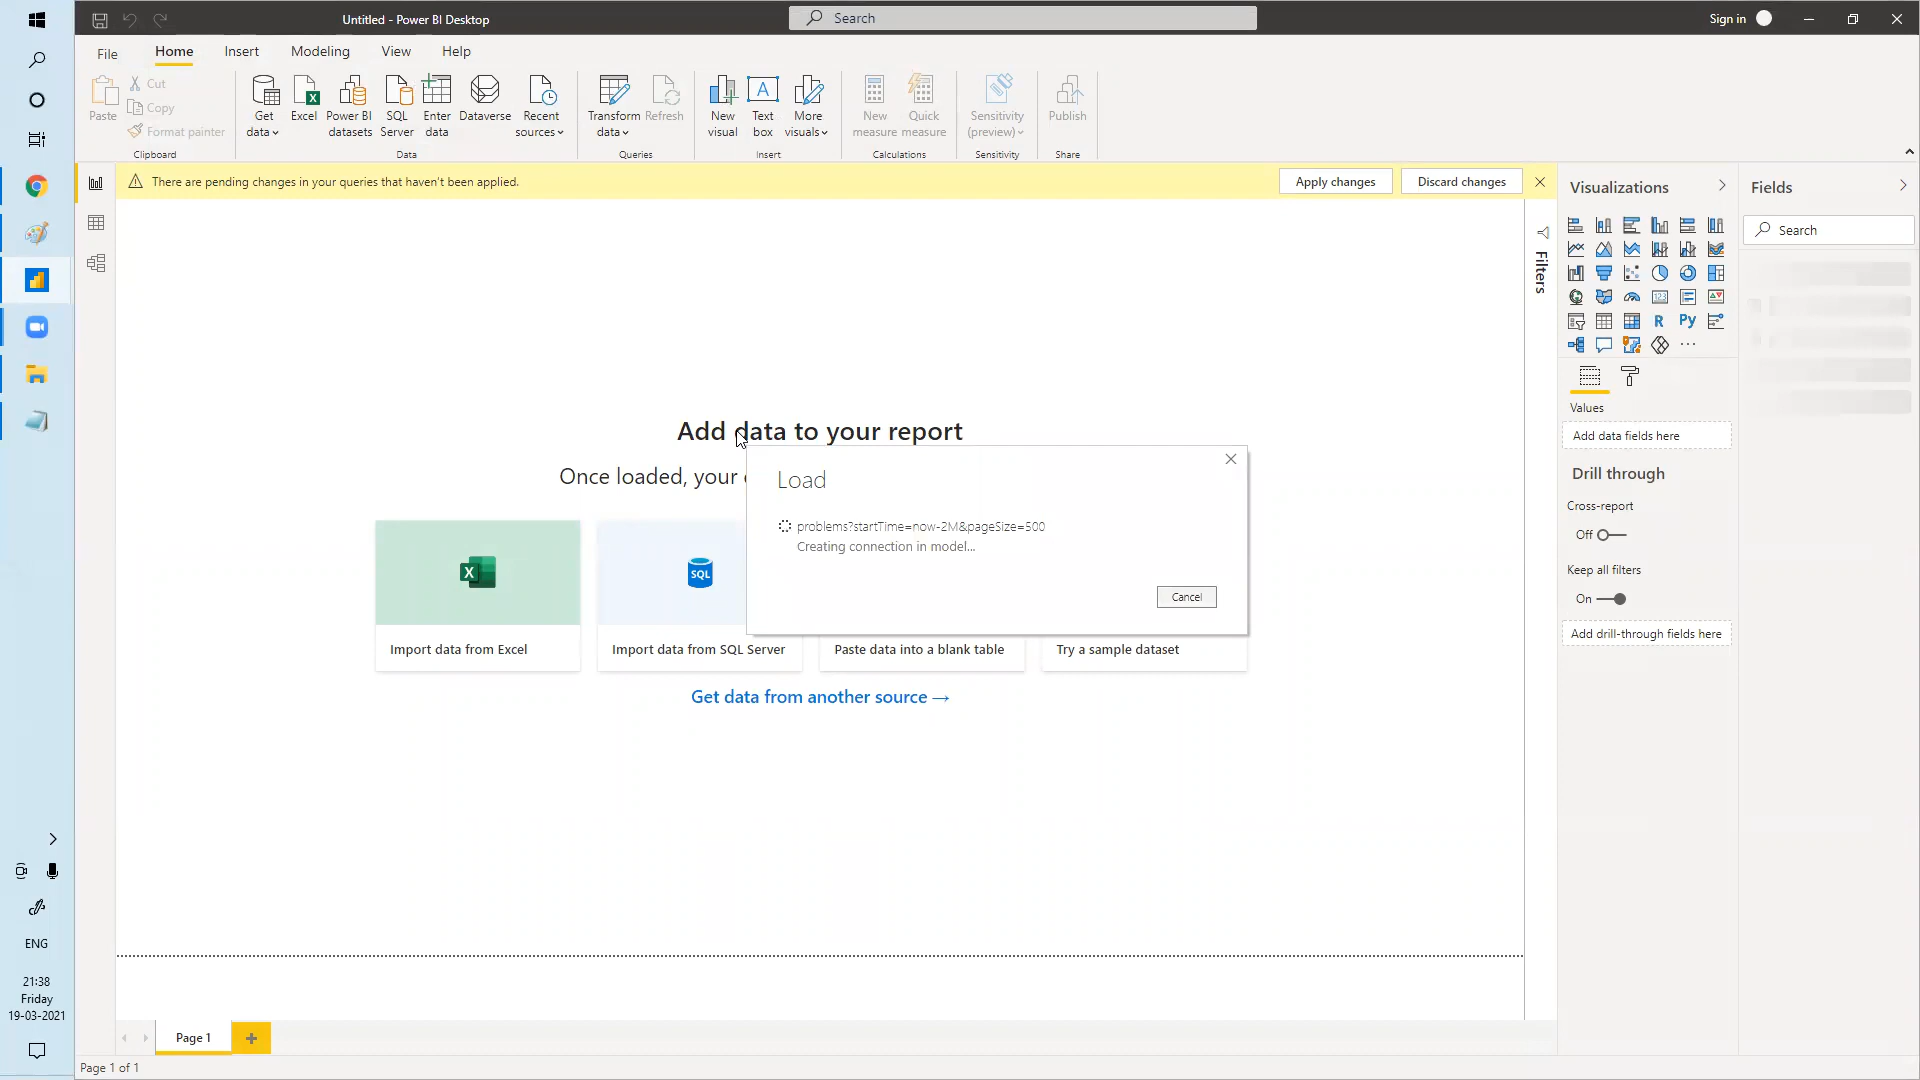 Untitled - Power BI Desktop
Search
Sign in
File
Home
Insert
Modeling
View
Help
Paste
Cut
Copy
Format painter
Clipboard
Get data
Excel
Power BI datasets
SQL Server
Enter data
Dataverse
Recent sources
Data
Transform data
Refresh
Queries
New visual
Text box
More visuals
Insert
New measure
Quick measure
Calculations
Sensitivity (preview)
Sensitivity
Publish
Share
There are pending changes in your queries that haven't been applied.
Apply changes
Discard changes
Filters
Visualizations
R
Py
123
Values
Add data fields here
Drill through
Cross-report
Off
Keep all filters
On
Add drill-through fields here
Fields
Search
Add data to your report
Once loaded, your
Load
problems?startTime=now-2M&pageSize=500
Creating connection in model...
Cancel
X
SQL
Import data from Excel
Import data from SQL Server
Paste data into a blank table
Try a sample dataset
Get data from another source →
ENG
21:38
Friday
19-03-2021
Page 1
Page 1 of 1